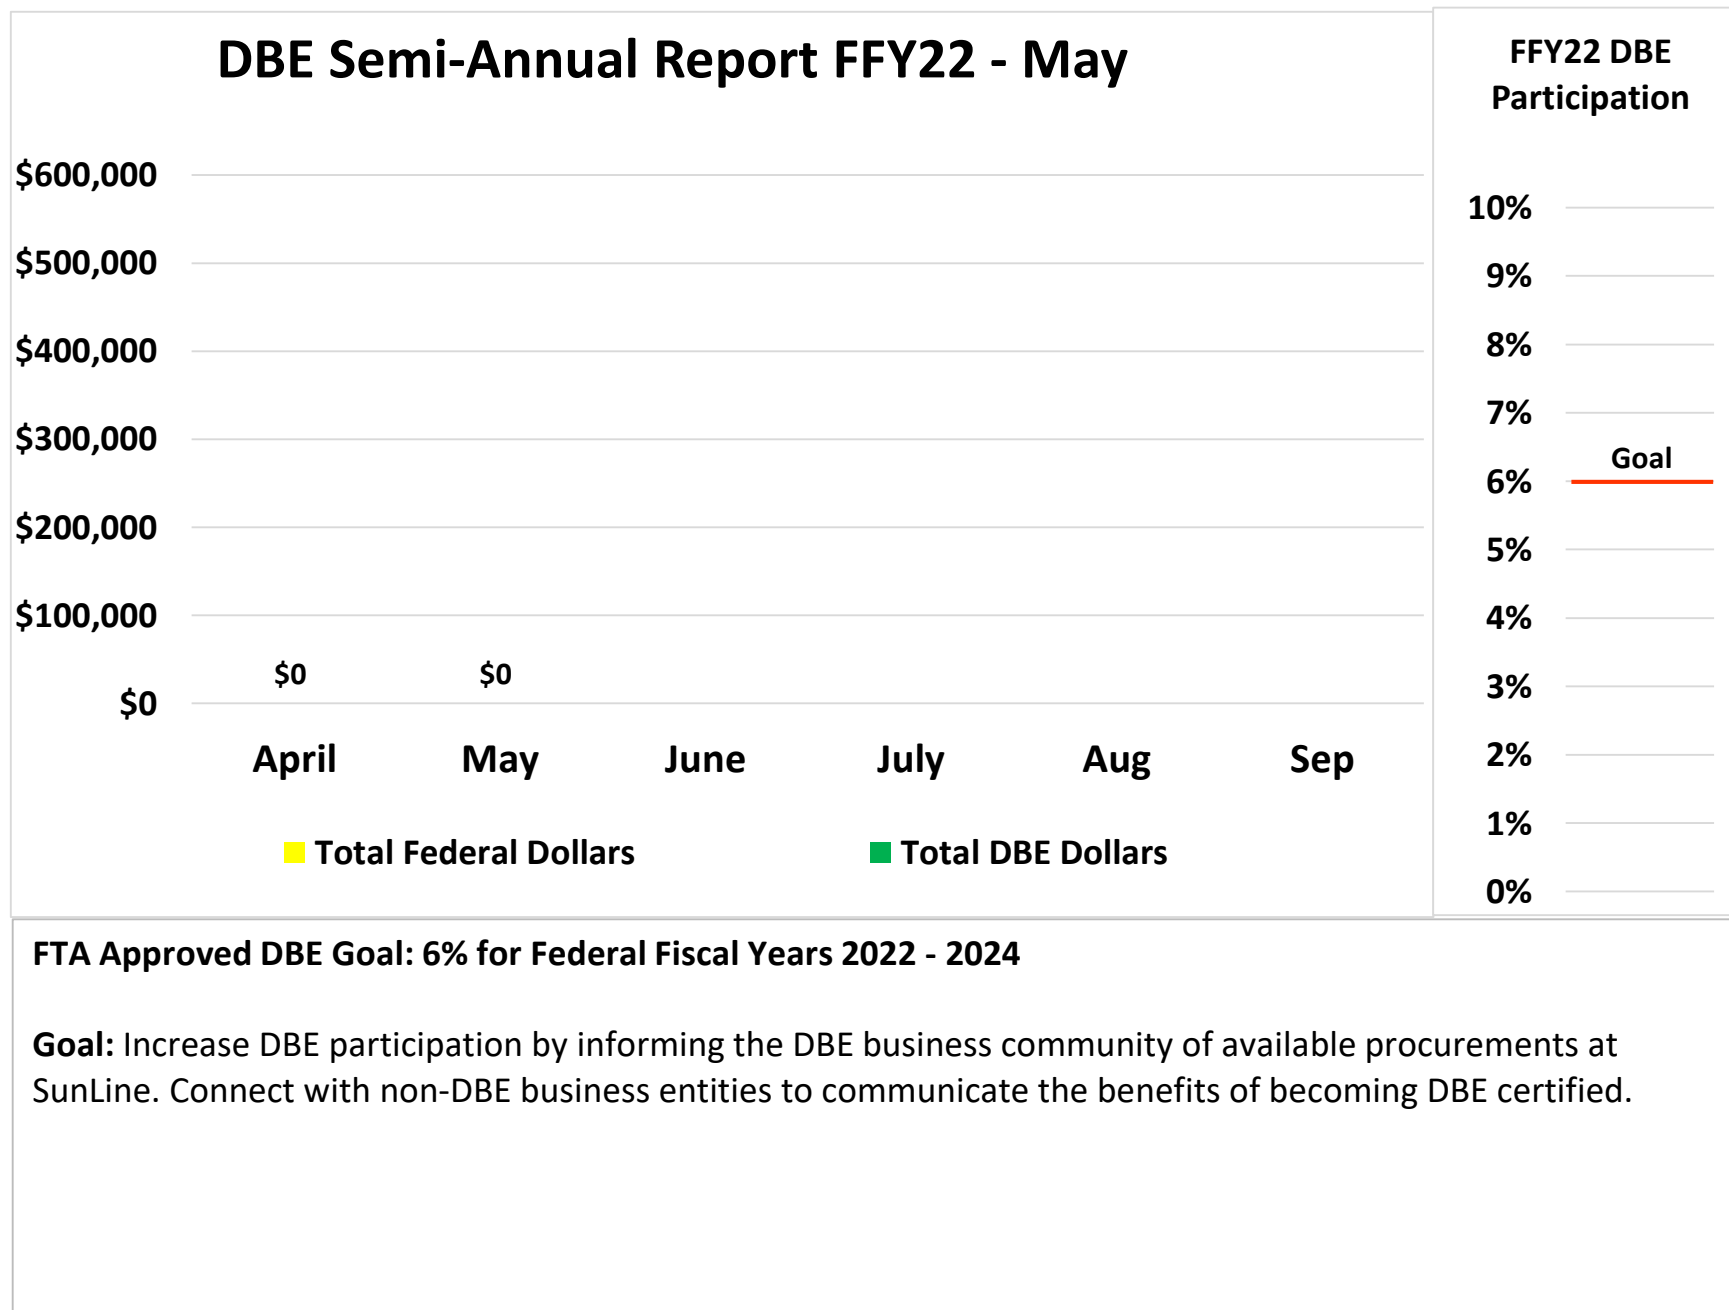 DBE Semi-Annual Report FFY22 - May
$600,000
$500,000
$400,000
$300,000
$200,000
$100,000
$0
$0 $0
April May June July Aug Sep
Total Federal Dollars Total DBE Dollars
FFY22 DBE
Participation
10%
9%
8%
7%
Goal
6%
5%
4%
3%
2%
1%
0%
FTA Approved DBE Goal: 6% for Federal Fiscal Years 2022 - 2024
Goal: Increase DBE participation by informing the DBE business community of available procurements at
SunLine. Connect with non-DBE business entities to communicate the benefits of becoming DBE certified.